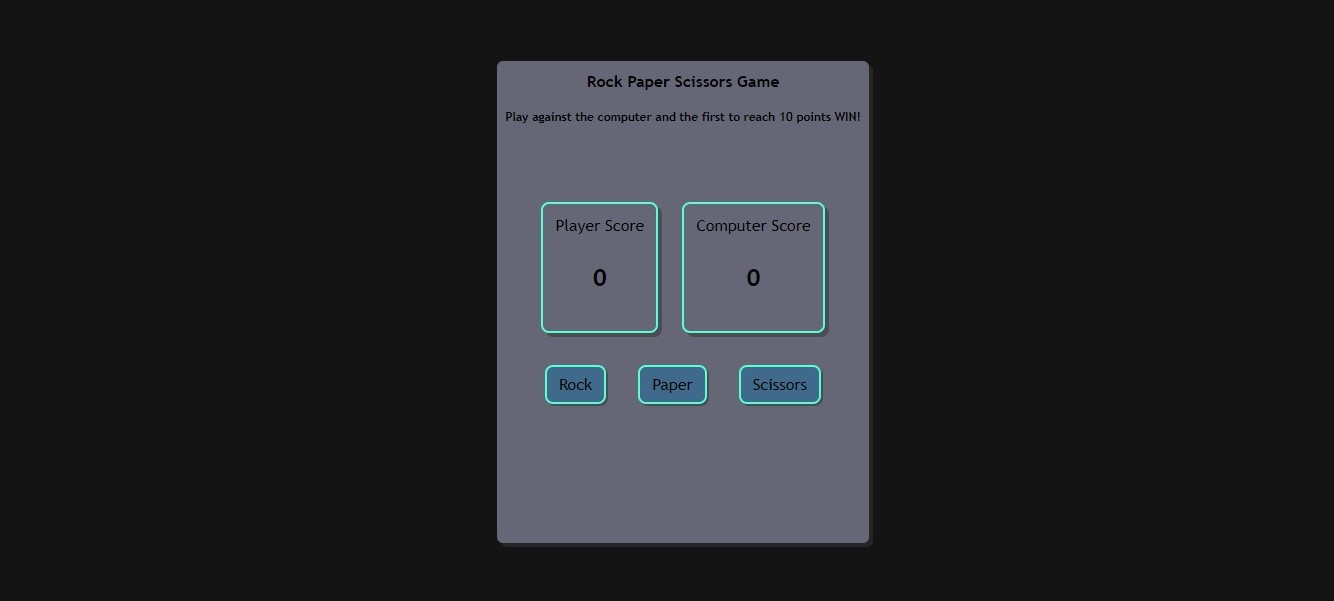 Rock Paper Scissors Game
Play against the computer and the first to reach 10 points WIN!
Player Score
Computer Score
0
0
Rock
Paper
Scissors